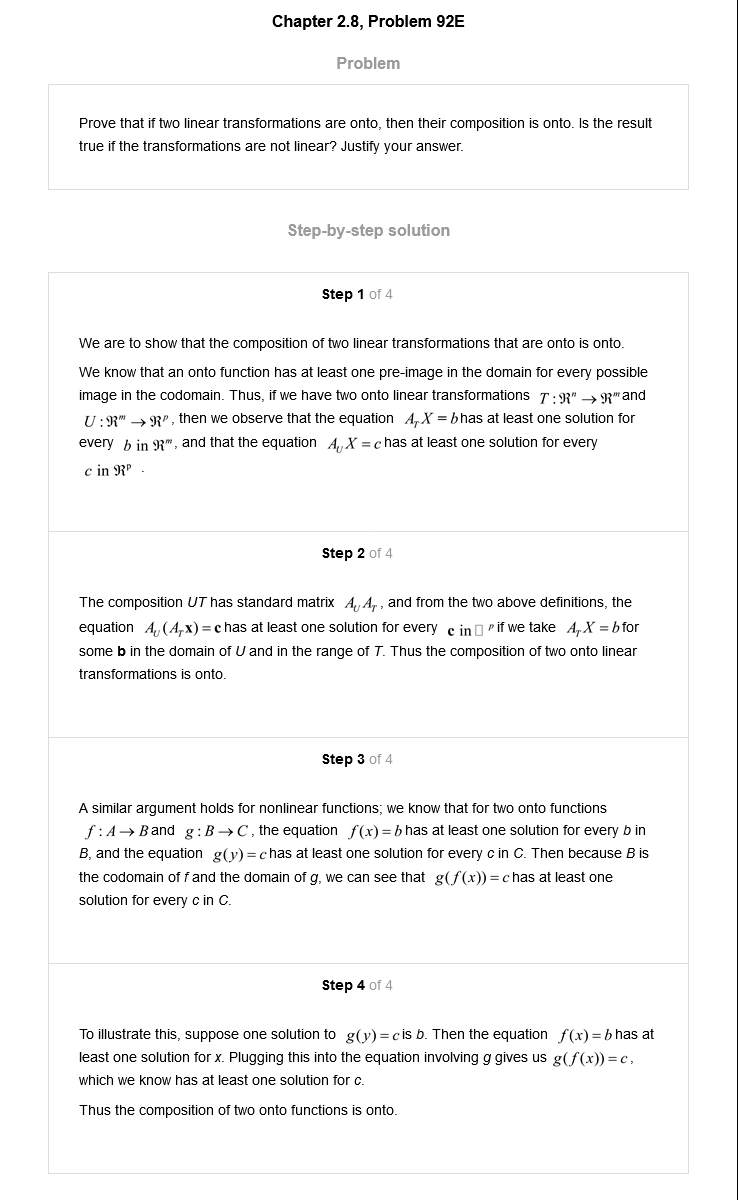 Chapter 2.8, Problem 92E
Problem
Prove that if two linear transformations are onto, then their composition is onto. Is the result
true if the transformations are not linear? Justify your answer.
Step-by-step solution
Step 1 of 4
We are to show that the composition of two linear transformations that are onto is onto.
We know that an onto function has at least one pre-image in the domain for every possible
image in the codomain. Thus, if we have two onto linear transformations T : ℜⁿ → ℜᵐ and
U : ℜᵐ → ℜᵖ, then we observe that the equation A_T X = b has at least one solution for
every b in ℜᵐ, and that the equation A_U X = c has at least one solution for every
c in ℜᵖ .
Step 2 of 4
The composition UT has standard matrix A_U A_T, and from the two above definitions, the
equation A_U (A_T x) = c has at least one solution for every c in □ ᵖ if we take A_T X = b for
some b in the domain of U and in the range of T. Thus the composition of two onto linear
transformations is onto.
Step 3 of 4
A similar argument holds for nonlinear functions; we know that for two onto functions
f : A → B and g : B → C, the equation f(x) = b has at least one solution for every b in
B, and the equation g(y) = c has at least one solution for every c in C. Then because B is
the codomain of f and the domain of g, we can see that g(f(x)) = c has at least one
solution for every c in C.
Step 4 of 4
To illustrate this, suppose one solution to g(y) = c is b. Then the equation f(x) = b has at
least one solution for x. Plugging this into the equation involving g gives us g(f(x)) = c,
which we know has at least one solution for c.
Thus the composition of two onto functions is onto.